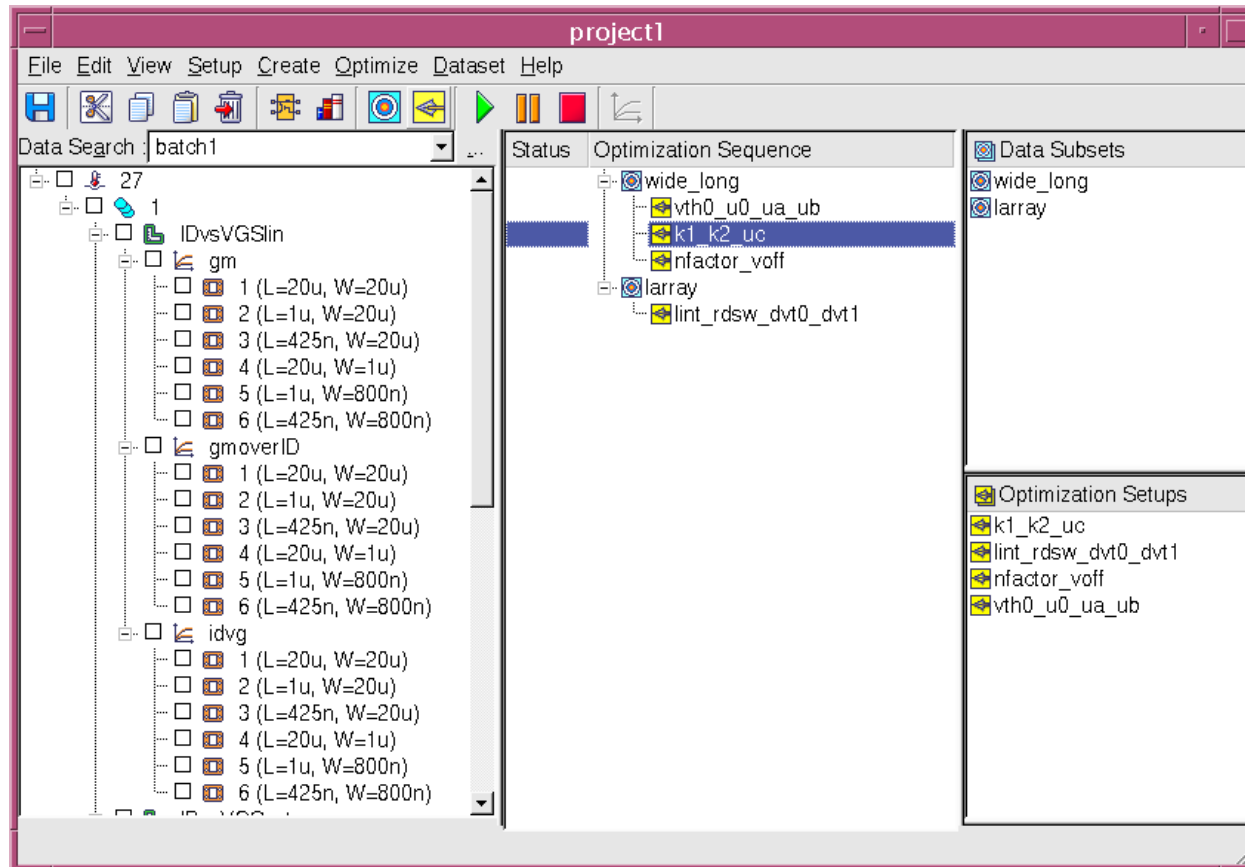 project1
File Edit View Setup Create Optimize Dataset Help
Data Search : batch1 ...
27
1
IDvsVGSlin
gm
1 (L=20u, W=20u)
2 (L=1u, W=20u)
3 (L=425n, W=20u)
4 (L=20u, W=1u)
5 (L=1u, W=800n)
6 (L=425n, W=800n)
gmoverID
1 (L=20u, W=20u)
2 (L=1u, W=20u)
3 (L=425n, W=20u)
4 (L=20u, W=1u)
5 (L=1u, W=800n)
6 (L=425n, W=800n)
idvg
1 (L=20u, W=20u)
2 (L=1u, W=20u)
3 (L=425n, W=20u)
4 (L=20u, W=1u)
5 (L=1u, W=800n)
6 (L=425n, W=800n)
Status Optimization Sequence
wide_long
vth0_u0_ua_ub
k1_k2_uc
nfactor_voff
larray
lint_rdsw_dvt0_dvt1
Data Subsets
wide_long
larray
Optimization Setups
k1_k2_uc
lint_rdsw_dvt0_dvt1
nfactor_voff
vth0_u0_ua_ub